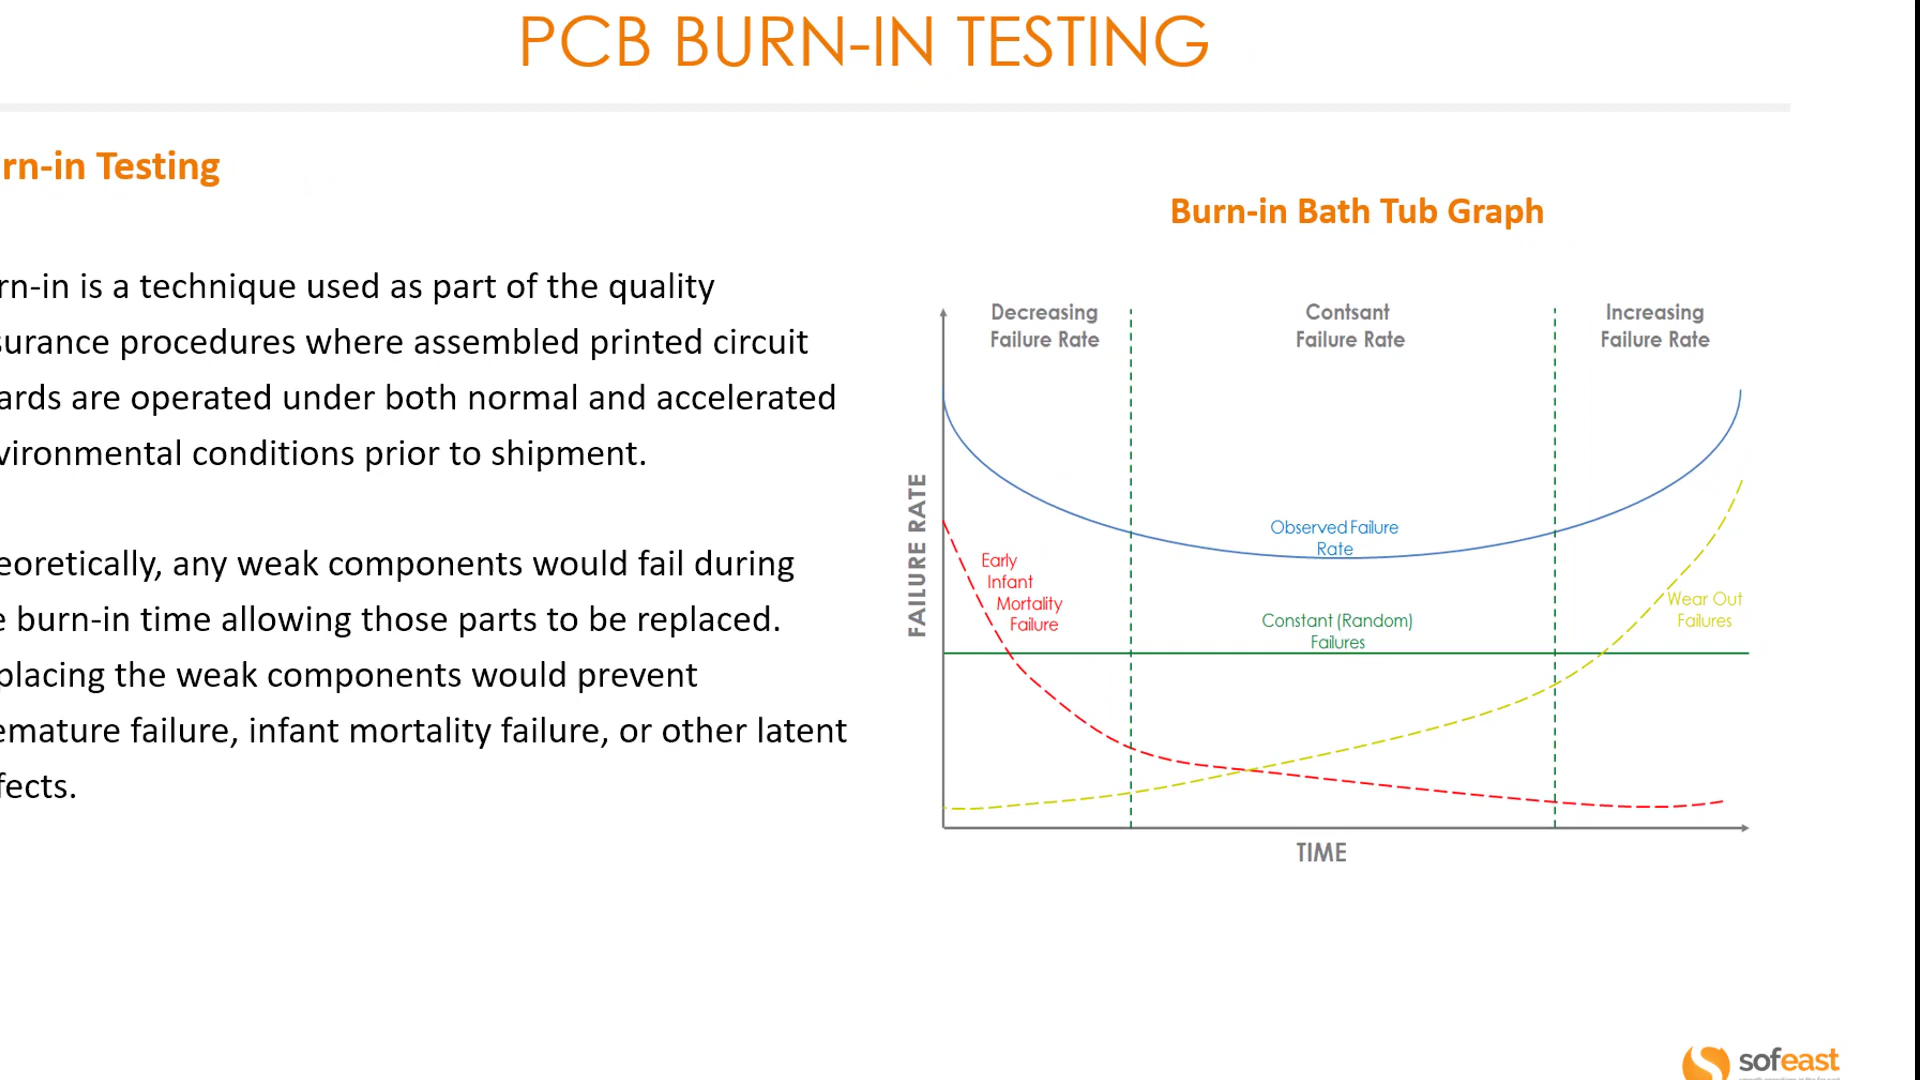 PCB BURN-IN TESTING
rn-in Testing
rn-in is a technique used as part of the quality
surance procedures where assembled printed circuit
ards are operated under both normal and accelerated
vironmental conditions prior to shipment.
eoretically, any weak components would fail during
e burn-in time allowing those parts to be replaced.
placing the weak components would prevent
emature failure, infant mortality failure, or other latent
fects.
Burn-in Bath Tub Graph
Decreasing
Failure Rate
Contsant
Failure Rate
Increasing
Failure Rate
FAILURE RATE
Observed Failure
Rate
Early
Infant
Mortality
Failure
Constant (Random)
Failures
Wear Out
Failures
TIME
sofeast